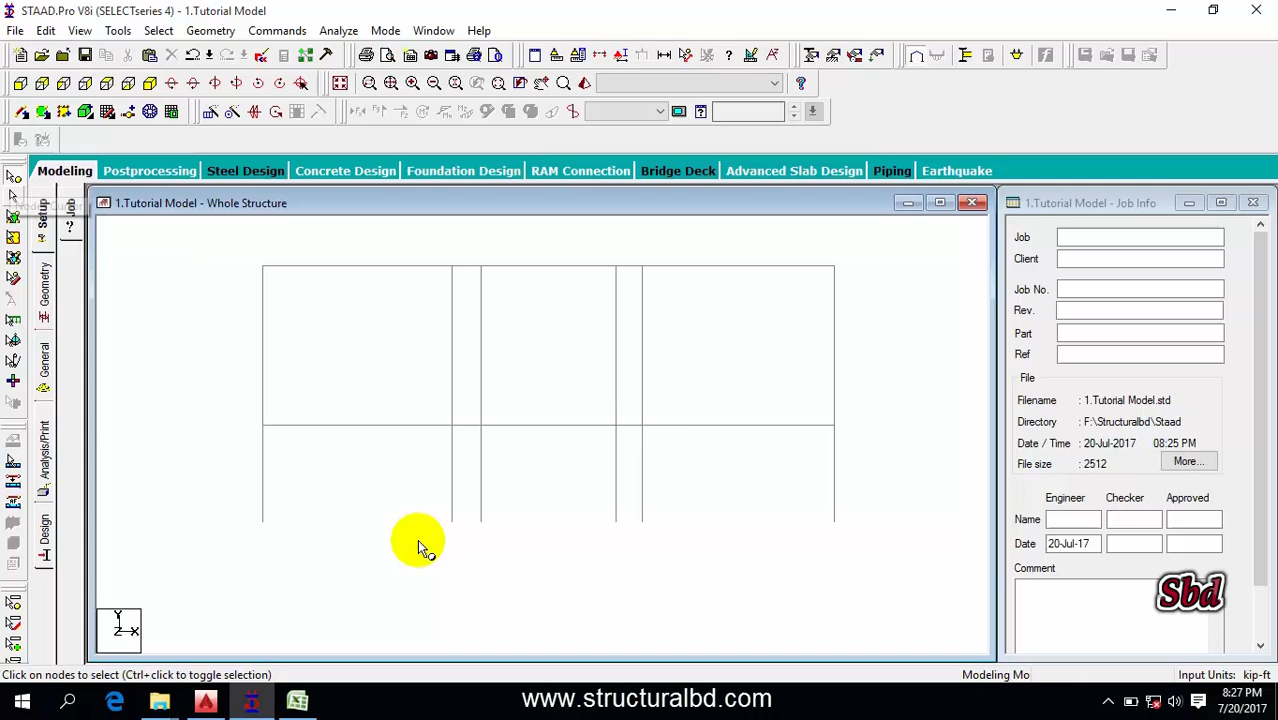 STAAD.Pro V8i (SELECTseries 4) - 1.Tutorial Model
File Edit View Tools Select Geometry Commands Analyze Mode Window Help
Modeling Postprocessing Steel Design Concrete Design Foundation Design RAM Connection Bridge Deck Advanced Slab Design Piping Earthquake
Setup
Geometry
General
Analysis/Print
Design
Job
1.Tutorial Model - Whole Structure
Y
Z X
1.Tutorial Model - Job Info
Job
Client
Job No.
Rev.
Part
Ref
File
Filename : 1.Tutorial Model.std
Directory : F:\Structuralbd\Staad
Date / Time : 20-Jul-2017 08:25 PM
File size : 2512 More...
Engineer Checker Approved
Name
Date 20-Jul-17
Comment
Sbd
Click on nodes to select (Ctrl+click to toggle selection) Modeling Mo Input Units: kip-ft
www.structuralbd.com
8:27 PM
7/20/2017